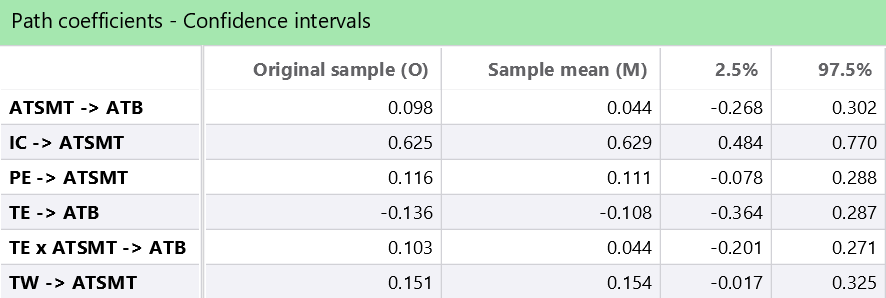 Path coefficients - Confidence intervals
Original sample (O) Sample mean (M) 2.5% 97.5%
ATSMT -> ATB 0.098 0.044 -0.268 0.302
IC -> ATSMT 0.625 0.629 0.484 0.770
PE -> ATSMT 0.116 0.111 -0.078 0.288
TE -> ATB -0.136 -0.108 -0.364 0.287
TE x ATSMT -> ATB 0.103 0.044 -0.201 0.271
TW -> ATSMT 0.151 0.154 -0.017 0.325